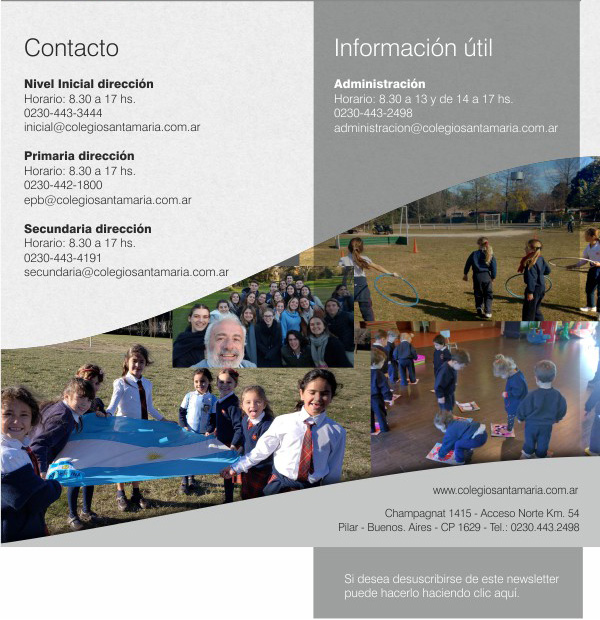 Contacto
Nivel Inicial dirección
Horario: 8.30 a 17 hs.
0230-443-3444
inicial@colegiosantamaria.com.ar
Primaria dirección
Horario: 8.30 a 17 hs.
0230-442-1800
epb@colegiosantamaria.com.ar
Secundaria dirección
Horario: 8.30 a 17 hs.
0230-443-4191
secundaria@colegiosantamaria.com.ar
Información útil
Administración
Horario: 8.30 a 13 y de 14 a 17 hs.
0230-443-2498
administracion@colegiosantamaria.com.ar
www.colegiosantamaria.com.ar
Champagnat 1415 - Acceso Norte Km. 54
Pilar - Buenos. Aires - CP 1629 - Tel.: 0230.443.2498
Si desea desuscribirse de este newsletter
puede hacerlo haciendo clic aquí.